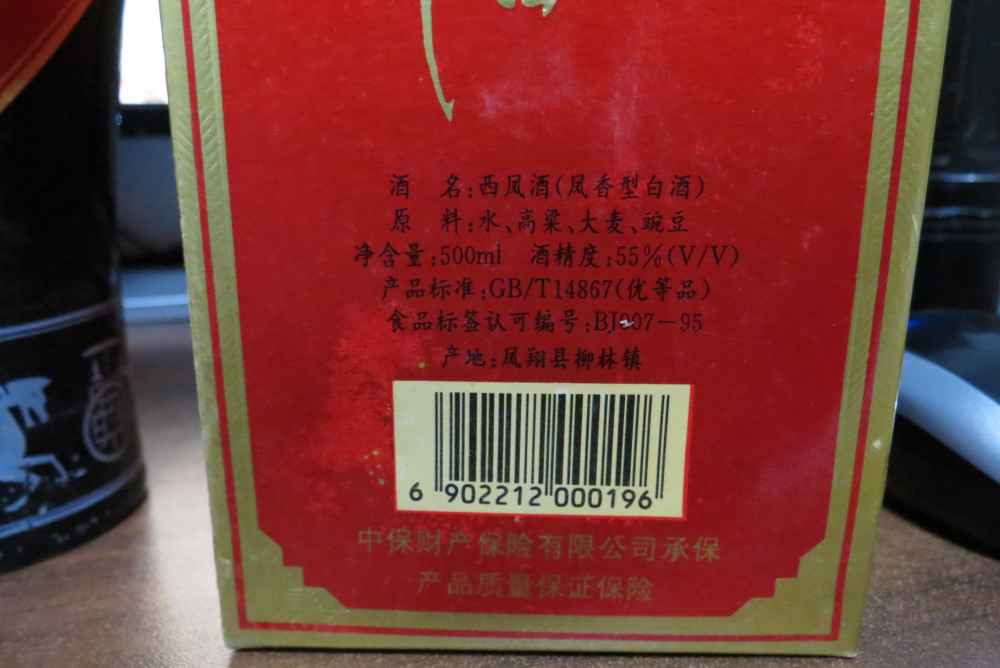 酒 名:西凤酒(凤香型白酒)
原 料:水、高粱、大麦、豌豆
净含量:500ml 酒精度:55%(V/V)
产品标准:GB/T14867(优等品)
食品标签认可编号:BJ007-95
产地:凤翔县柳林镇
6 902212 000196
中保财产保险有限公司承保
产品质量保证保险